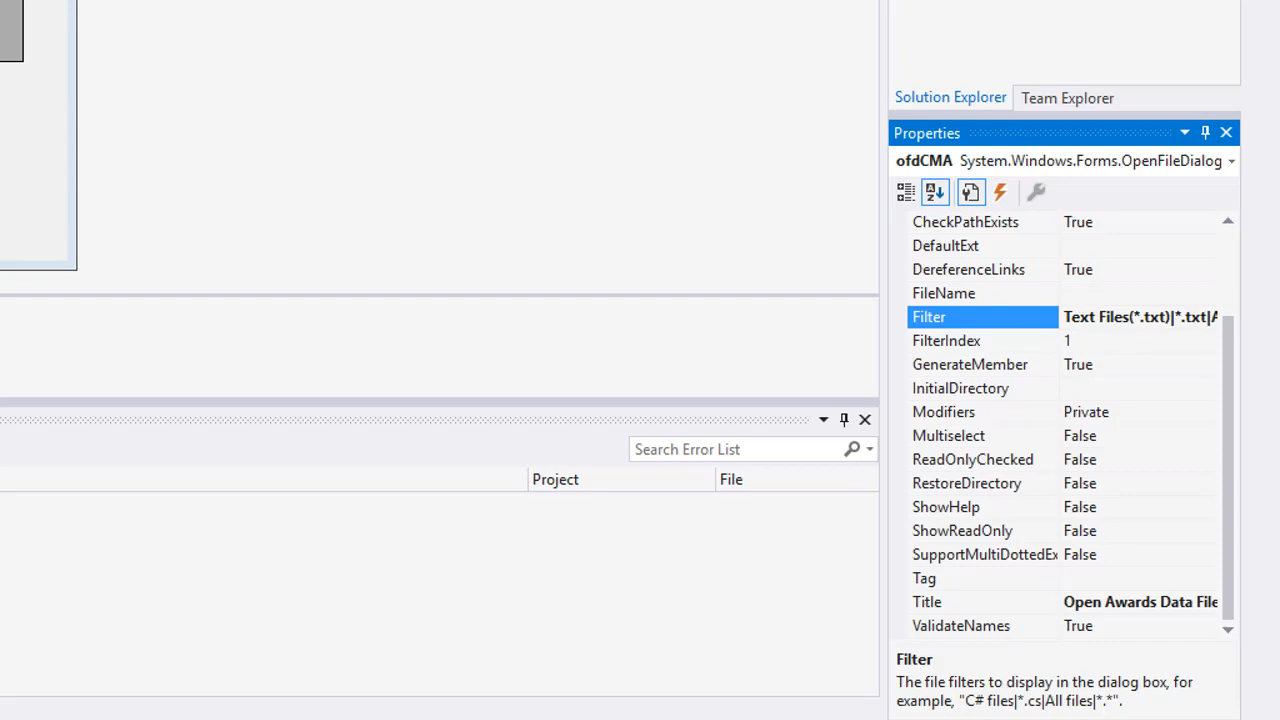 Solution Explorer Team Explorer
Properties
ofdCMA System.Windows.Forms.OpenFileDialog
CheckPathExists True
DefaultExt
DereferenceLinks True
FileName
Filter Text Files(*.txt)|*.txt|A
FilterIndex 1
GenerateMember True
InitialDirectory
Modifiers Private
Multiselect False
ReadOnlyChecked False
RestoreDirectory False
ShowHelp False
ShowReadOnly False
SupportMultiDottedEx False
Tag
Title Open Awards Data File
ValidateNames True
Filter
The file filters to display in the dialog box, for
example, "C# files|*.cs|All files|*.*".
Search Error List
Project File